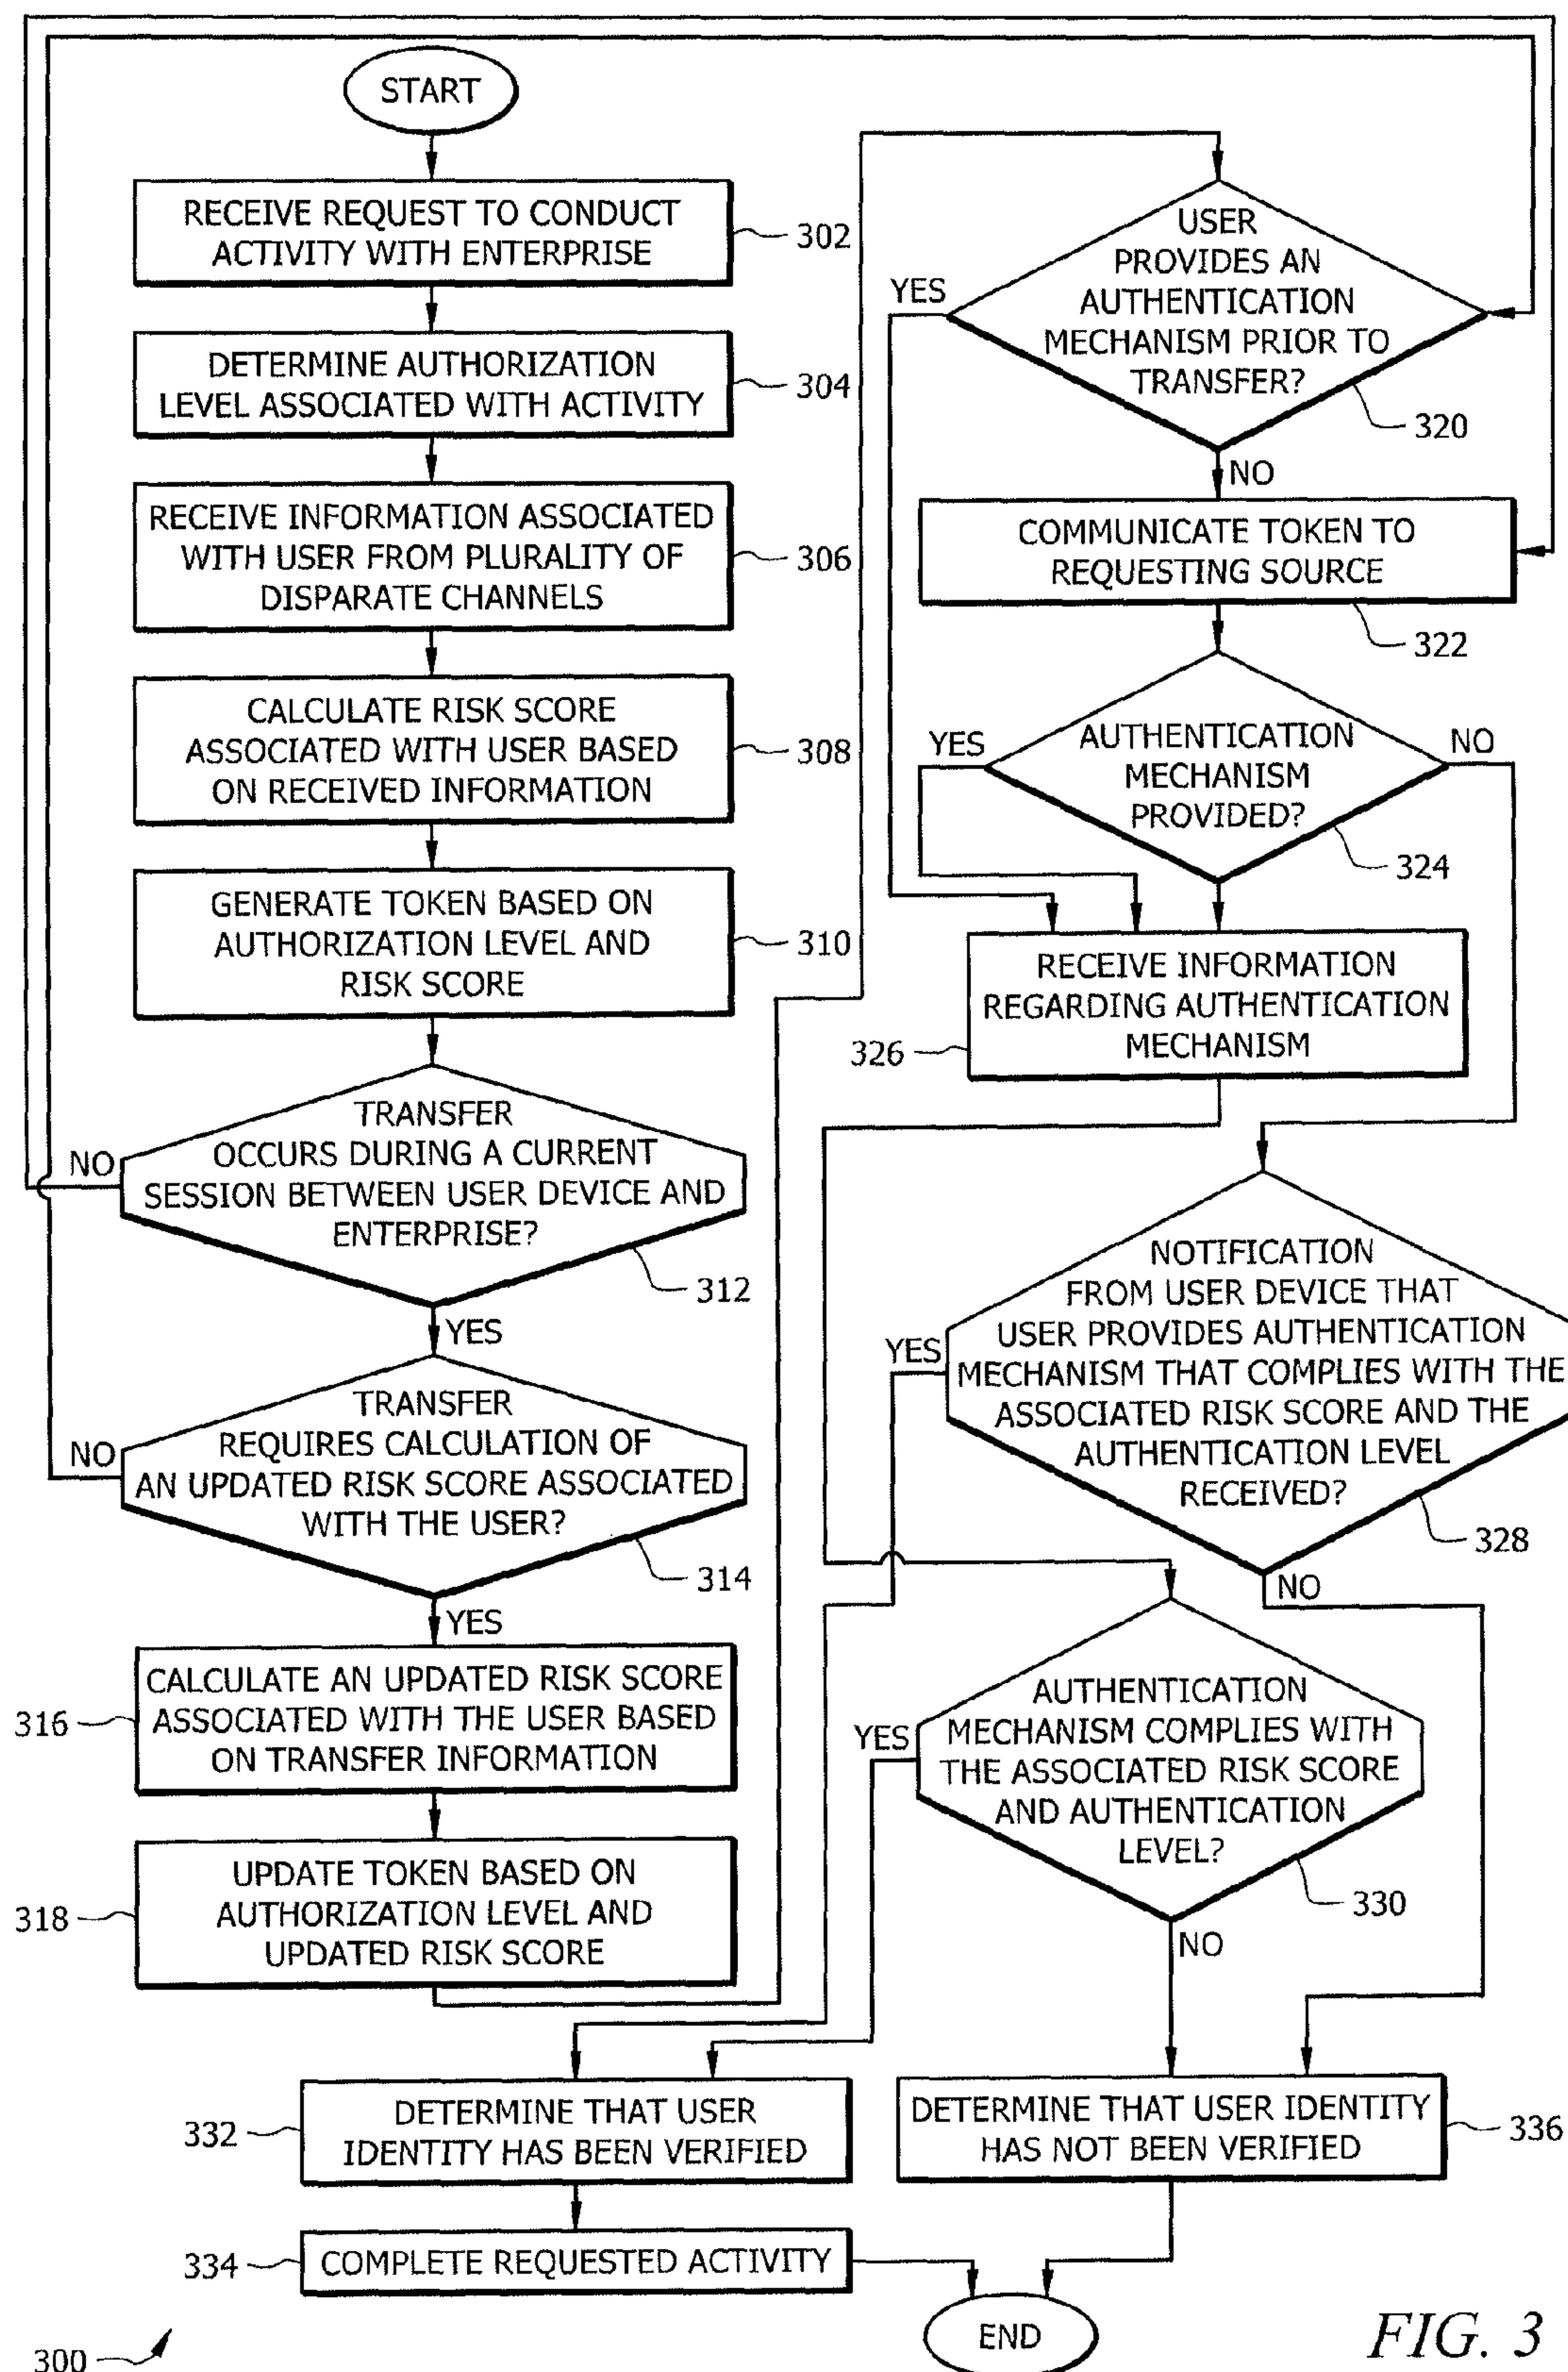 START
RECEIVE REQUEST TO CONDUCT
ACTIVITY WITH ENTERPRISE
302
DETERMINE AUTHORIZATION
LEVEL ASSOCIATED WITH ACTIVITY
304
RECEIVE INFORMATION ASSOCIATED
WITH USER FROM PLURALITY OF
DISPARATE CHANNELS
306
CALCULATE RISK SCORE
ASSOCIATED WITH USER BASED
ON RECEIVED INFORMATION
308
GENERATE TOKEN BASED ON
AUTHORIZATION LEVEL AND
RISK SCORE
310
TRANSFER
OCCURS DURING A CURRENT
SESSION BETWEEN USER DEVICE AND
ENTERPRISE?
NO
312
YES
TRANSFER
REQUIRES CALCULATION OF
AN UPDATED RISK SCORE ASSOCIATED
WITH THE USER?
NO
314
YES
CALCULATE AN UPDATED RISK SCORE
ASSOCIATED WITH THE USER BASED
ON TRANSFER INFORMATION
316
UPDATE TOKEN BASED ON
AUTHORIZATION LEVEL AND
UPDATED RISK SCORE
318
USER
PROVIDES AN
AUTHENTICATION
MECHANISM PRIOR TO
TRANSFER?
YES
320
NO
COMMUNICATE TOKEN TO
REQUESTING SOURCE
322
AUTHENTICATION
MECHANISM
PROVIDED?
YES
NO
324
RECEIVE INFORMATION
REGARDING AUTHENTICATION
MECHANISM
326
NOTIFICATION
FROM USER DEVICE THAT
USER PROVIDES AUTHENTICATION
MECHANISM THAT COMPLIES WITH THE
ASSOCIATED RISK SCORE AND THE
AUTHENTICATION LEVEL
RECEIVED?
YES
328
NO
AUTHENTICATION
MECHANISM COMPLIES WITH
THE ASSOCIATED RISK SCORE
AND AUTHENTICATION
LEVEL?
YES
330
NO
DETERMINE THAT USER
IDENTITY HAS BEEN VERIFIED
332
DETERMINE THAT USER IDENTITY
HAS NOT BEEN VERIFIED
336
COMPLETE REQUESTED ACTIVITY
334
END
300
FIG. 3